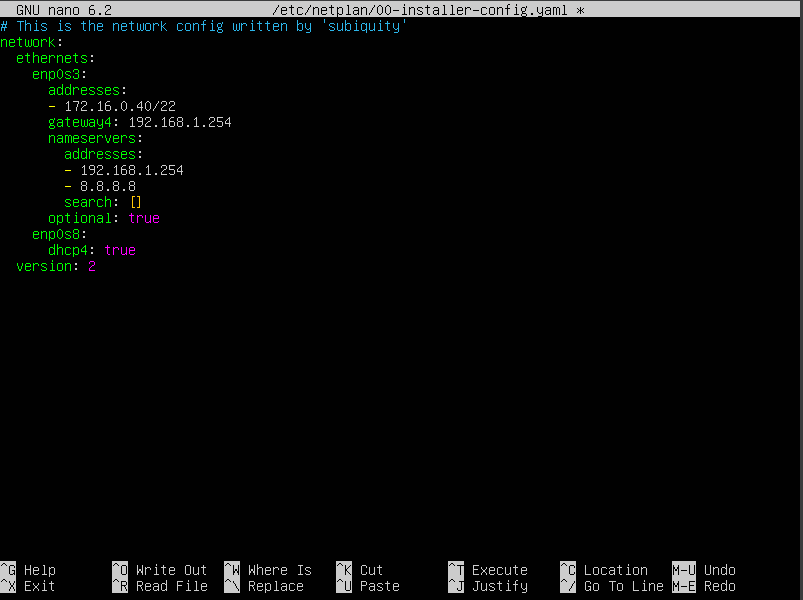 GNU nano 6.2 /etc/netplan/00-installer-config.yaml *
# This is the network config written by 'subiquity'
network:
  ethernets:
    enp0s3:
      addresses:
      - 172.16.0.40/22
      gateway4: 192.168.1.254
      nameservers:
        addresses:
        - 192.168.1.254
        - 8.8.8.8
        search: []
      optional: true
    enp0s8:
      dhcp4: true
  version: 2
^G Help ^O Write Out ^W Where Is ^K Cut ^T Execute ^C Location M-U Undo
^X Exit ^R Read File ^\ Replace ^U Paste ^J Justify ^/ Go To Line M-E Redo